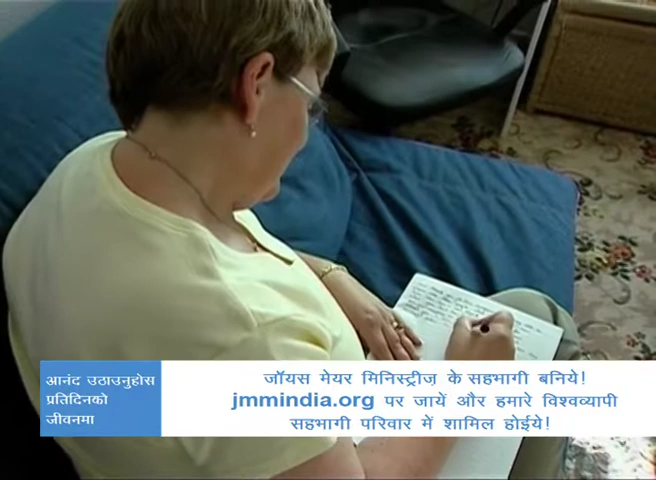 आनंद उठाउनुहोस
प्रतिदिनको
जीवनमा
जॉयस मेयर मिनिस्ट्रीज़ के सहभागी बनिये!
jmmindia.org पर जायें और हमारे विश्वव्यापी
सहभागी परिवार में शामिल होईये!